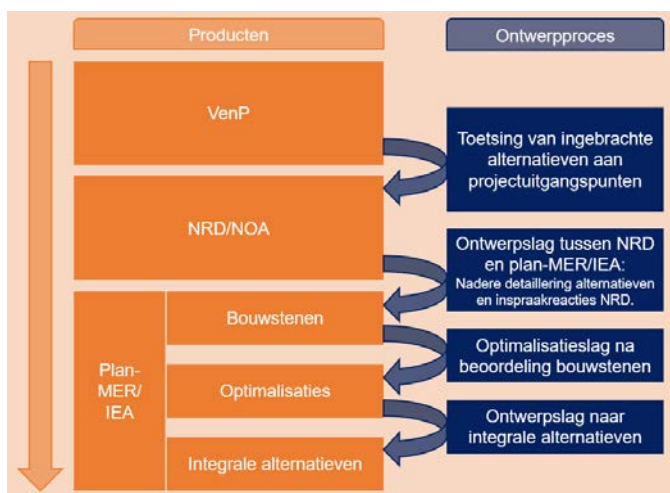 Producten
Ontwerpproces
VenP
Toetsing van ingebrachte
alternatieven aan
projectuitgangspunten
NRD/NOA
Ontwerpslag tussen NRD
en plan-MER/IEA:
Nadere detaillering alternatieven
en inspraakreacties NRD.
Plan-
MER/
IEA
Bouwstenen
Optimalisatieslag na
beoordeling bouwstenen
Optimalisaties
Ontwerpslag naar
integrale alternatieven
Integrale alternatieven